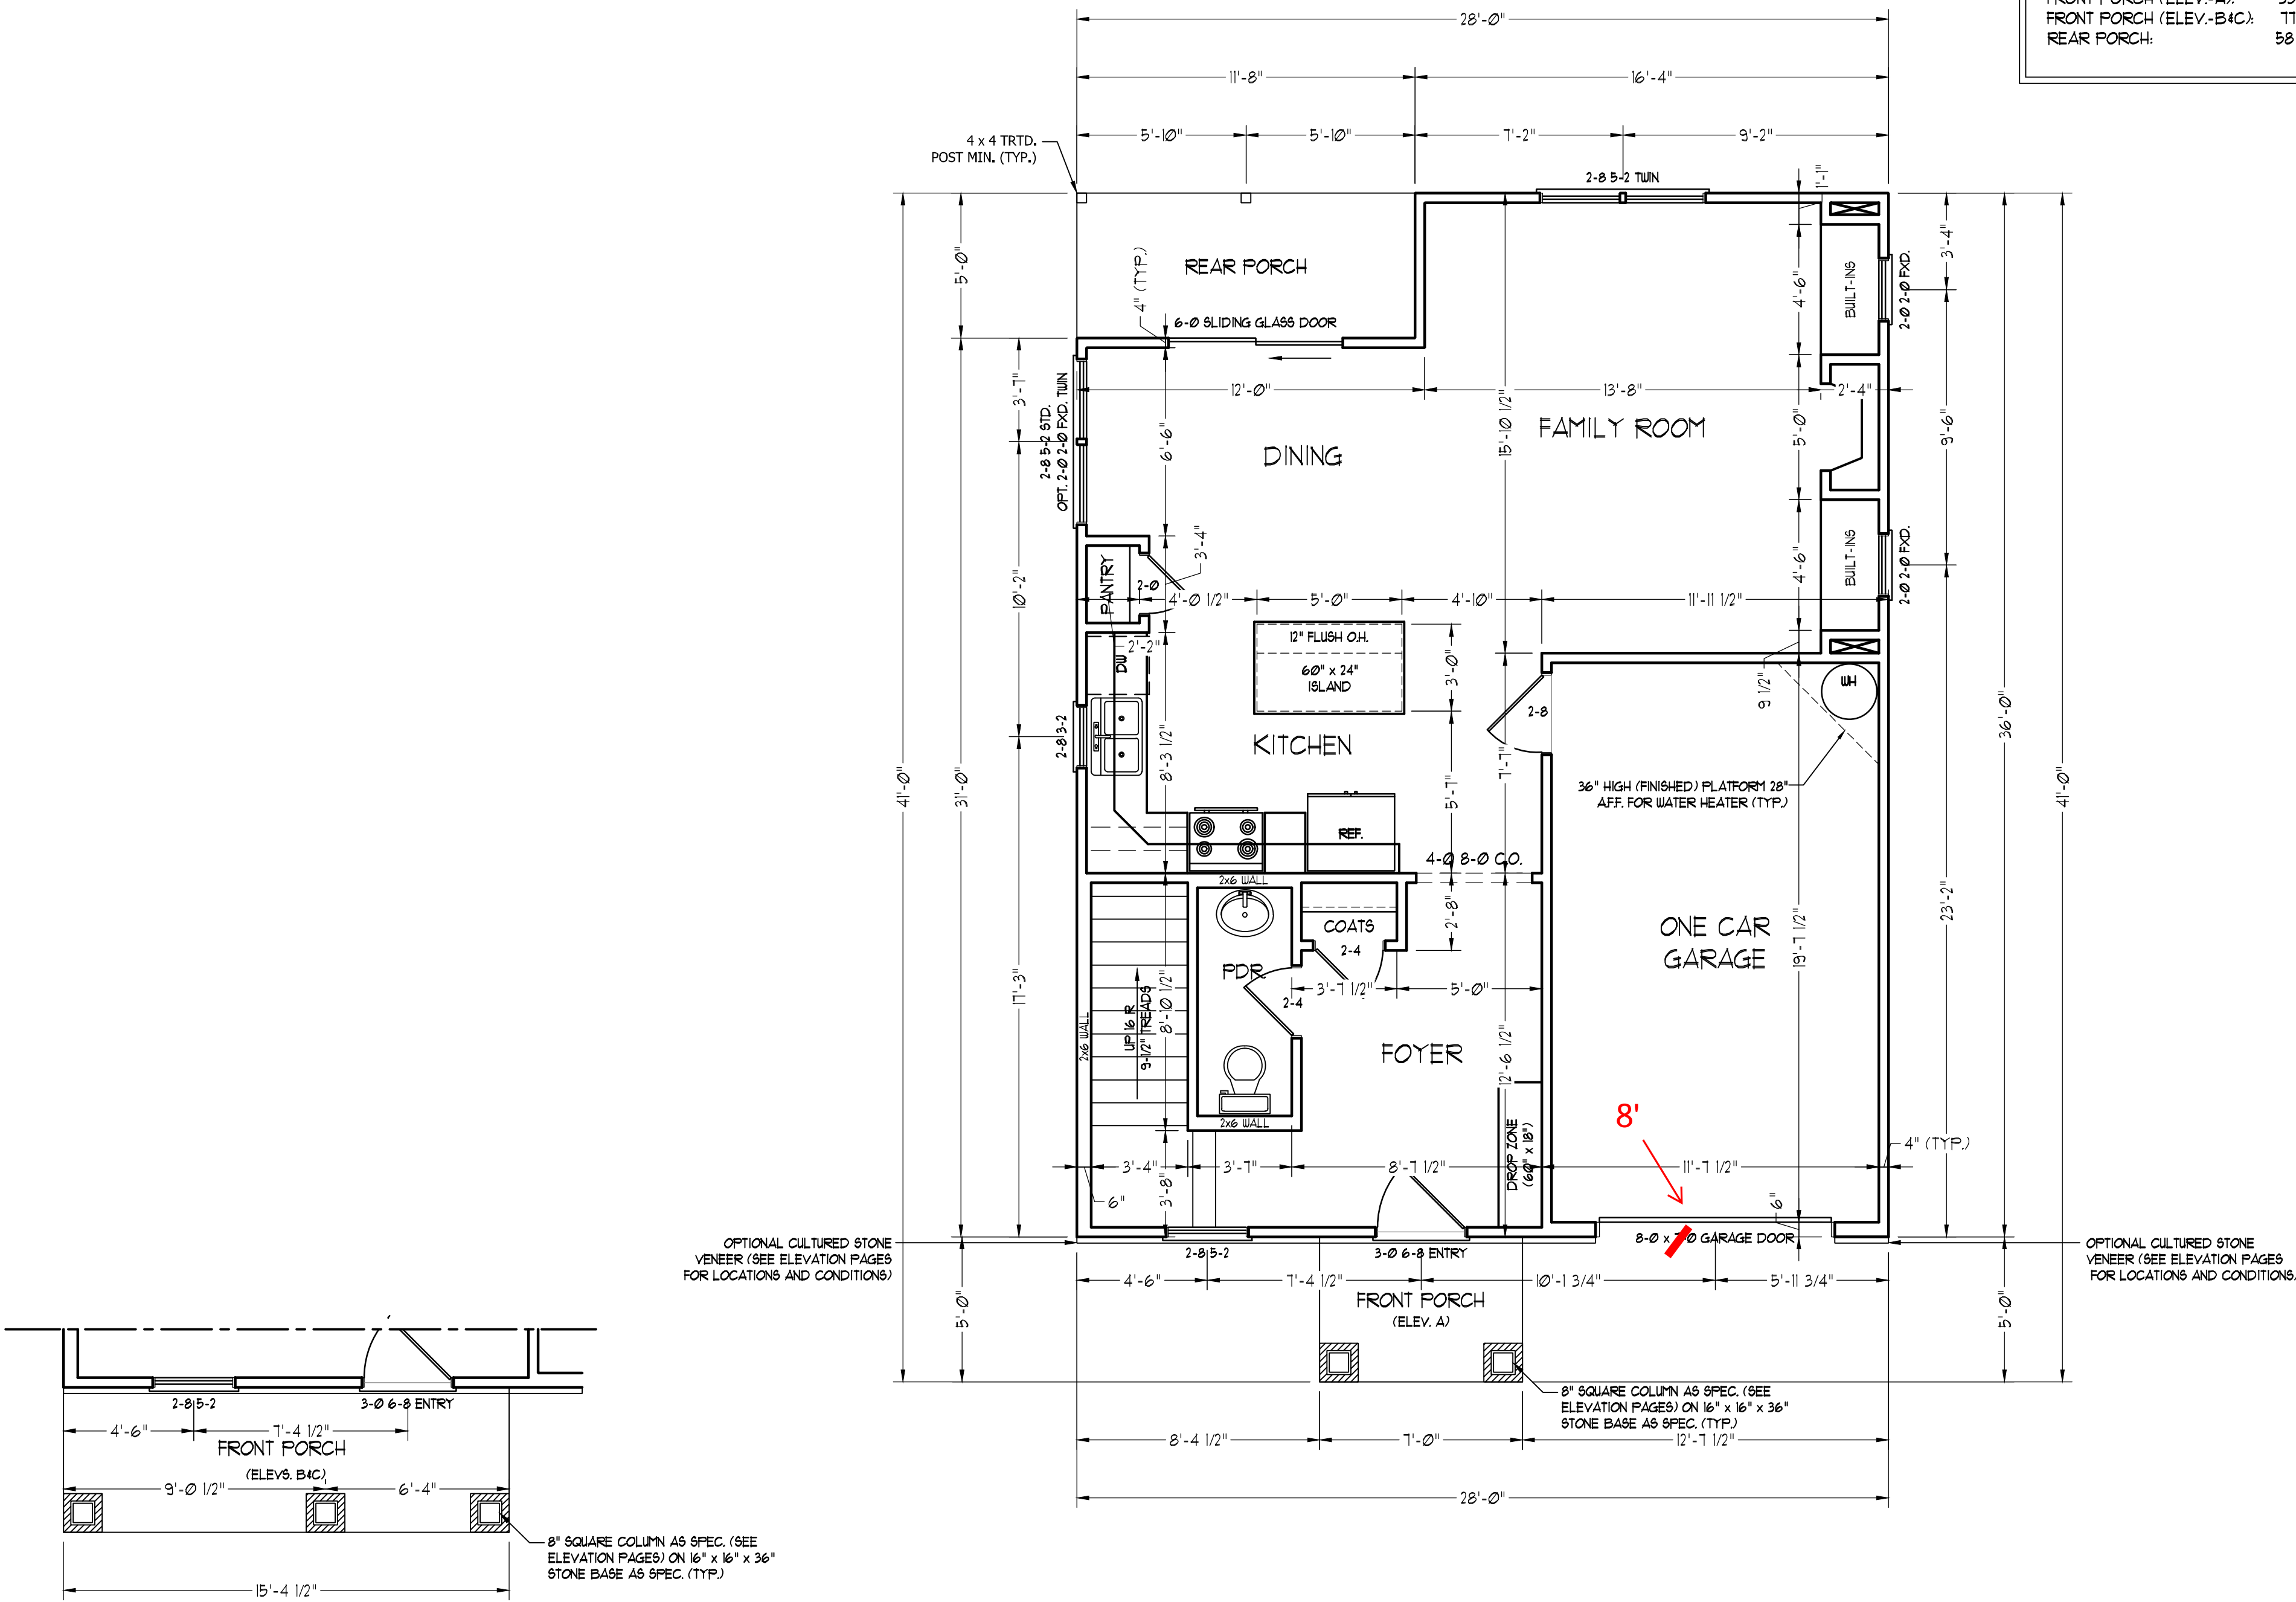 FRONT PORCH (ELEV.-B&C): 77
REAR PORCH: 58
28'-0"
11'-8"
16'-4"
5'-10"
5'-10"
7'-2"
9'-2"
4 x 4 TRTD.
POST MIN. (TYP.)
2-8 5-2 TWIN
1'-1"
REAR PORCH
4" (TYP.)
6-0 SLIDING GLASS DOOR
5'-0"
3'-7"
2-8 5-2 STD.
OPT. 2-0 2-0 FXD. TWIN
12'-0"
13'-8"
2'-4"
4'-6"
BUILT-INS
2-0 2-0 FXD.
3'-4"
6'-6"
15'-10 1/2"
FAMILY ROOM
DINING
5'-0"
9'-6"
PANTRY
2-0
3'-4"
4'-0 1/2"
5'-0"
4'-10"
11'-11 1/2"
4'-6"
BUILT-INS
2-0 2-0 FXD.
10'-2"
2'-2"
DW
12" FLUSH O.H.
60" x 24"
ISLAND
3'-0"
9 1/2"
WH
2-8
2-8 3-2
KITCHEN
8'-3 1/2"
5'-7"
7'-7"
41'-0"
31'-0"
36'-0"
41'-0"
36" HIGH (FINISHED) PLATFORM 28"
A.F.F. FOR WATER HEATER (TYP.)
REF.
4-0 8-0 C.O.
2x6 WALL
COATS
2-4
2'-8"
ONE CAR
GARAGE
19'-7 1/2"
23'-2"
PDR.
2-4
3'-7 1/2"
5'-0"
17'-3"
2x6 WALL
UP 16 R
9-1/2" TREADS
8'-10 1/2"
FOYER
12'-6 1/2"
2x6 WALL
8'
DROP ZONE
(60" x 18")
4" (TYP.)
3'-4"
3'-7"
8'-7 1/2"
11'-7 1/2"
6"
3'-8"
6"
OPTIONAL CULTURED STONE
VENEER (SEE ELEVATION PAGES
FOR LOCATIONS AND CONDITIONS)
2-8 5-2
3-0 6-8 ENTRY
8-0 x 7-0 GARAGE DOOR
OPTIONAL CULTURED STONE
VENEER (SEE ELEVATION PAGES
FOR LOCATIONS AND CONDITIONS
4'-6"
7'-4 1/2"
10'-1 3/4"
5'-11 3/4"
5'-0"
FRONT PORCH
(ELEV. A)
5'-0"
8" SQUARE COLUMN AS SPEC. (SEE
ELEVATION PAGES) ON 16" x 16" x 36"
STONE BASE AS SPEC. (TYP.)
8'-4 1/2"
7'-0"
12'-7 1/2"
28'-0"
2-8 5-2
3-0 6-8 ENTRY
4'-6"
7'-4 1/2"
FRONT PORCH
(ELEVS. B&C)
9'-0 1/2"
6'-4"
8" SQUARE COLUMN AS SPEC. (SEE
ELEVATION PAGES) ON 16" x 16" x 36"
STONE BASE AS SPEC. (TYP.)
15'-4 1/2"